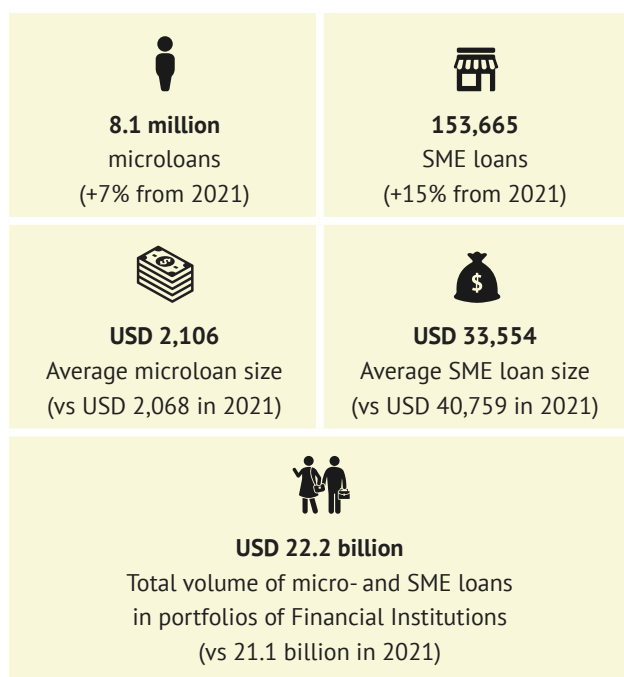 8.1 million
microloans
(+7% from 2021)
153,665
SME loans
(+15% from 2021)
USD 2,106
Average microloan size
(vs USD 2,068 in 2021)
$
USD 33,554
Average SME loan size
(vs USD 40,759 in 2021)
USD 22.2 billion
Total volume of micro- and SME loans
in portfolios of Financial Institutions
(vs 21.1 billion in 2021)